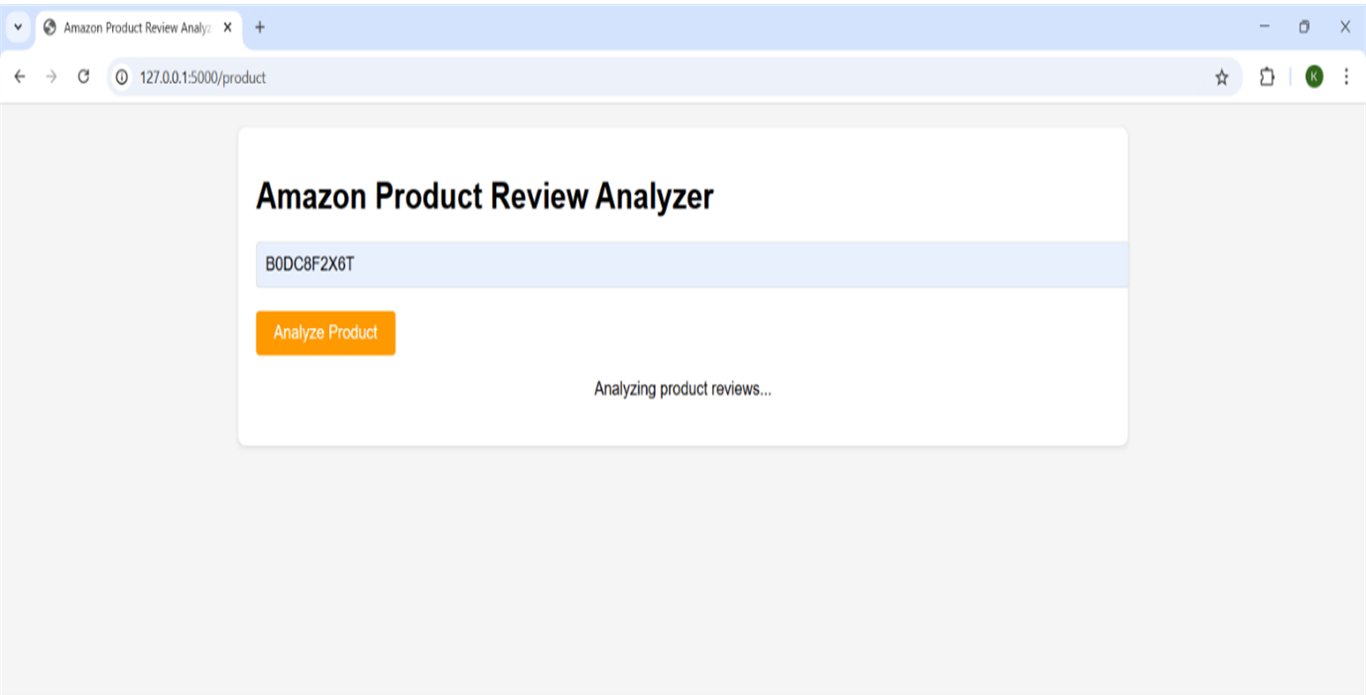 Amazon Product Review Analyz
127.0.0.1:5000/product
K
Amazon Product Review Analyzer
B0DC8F2X6T
Analyze Product
Analyzing product reviews...